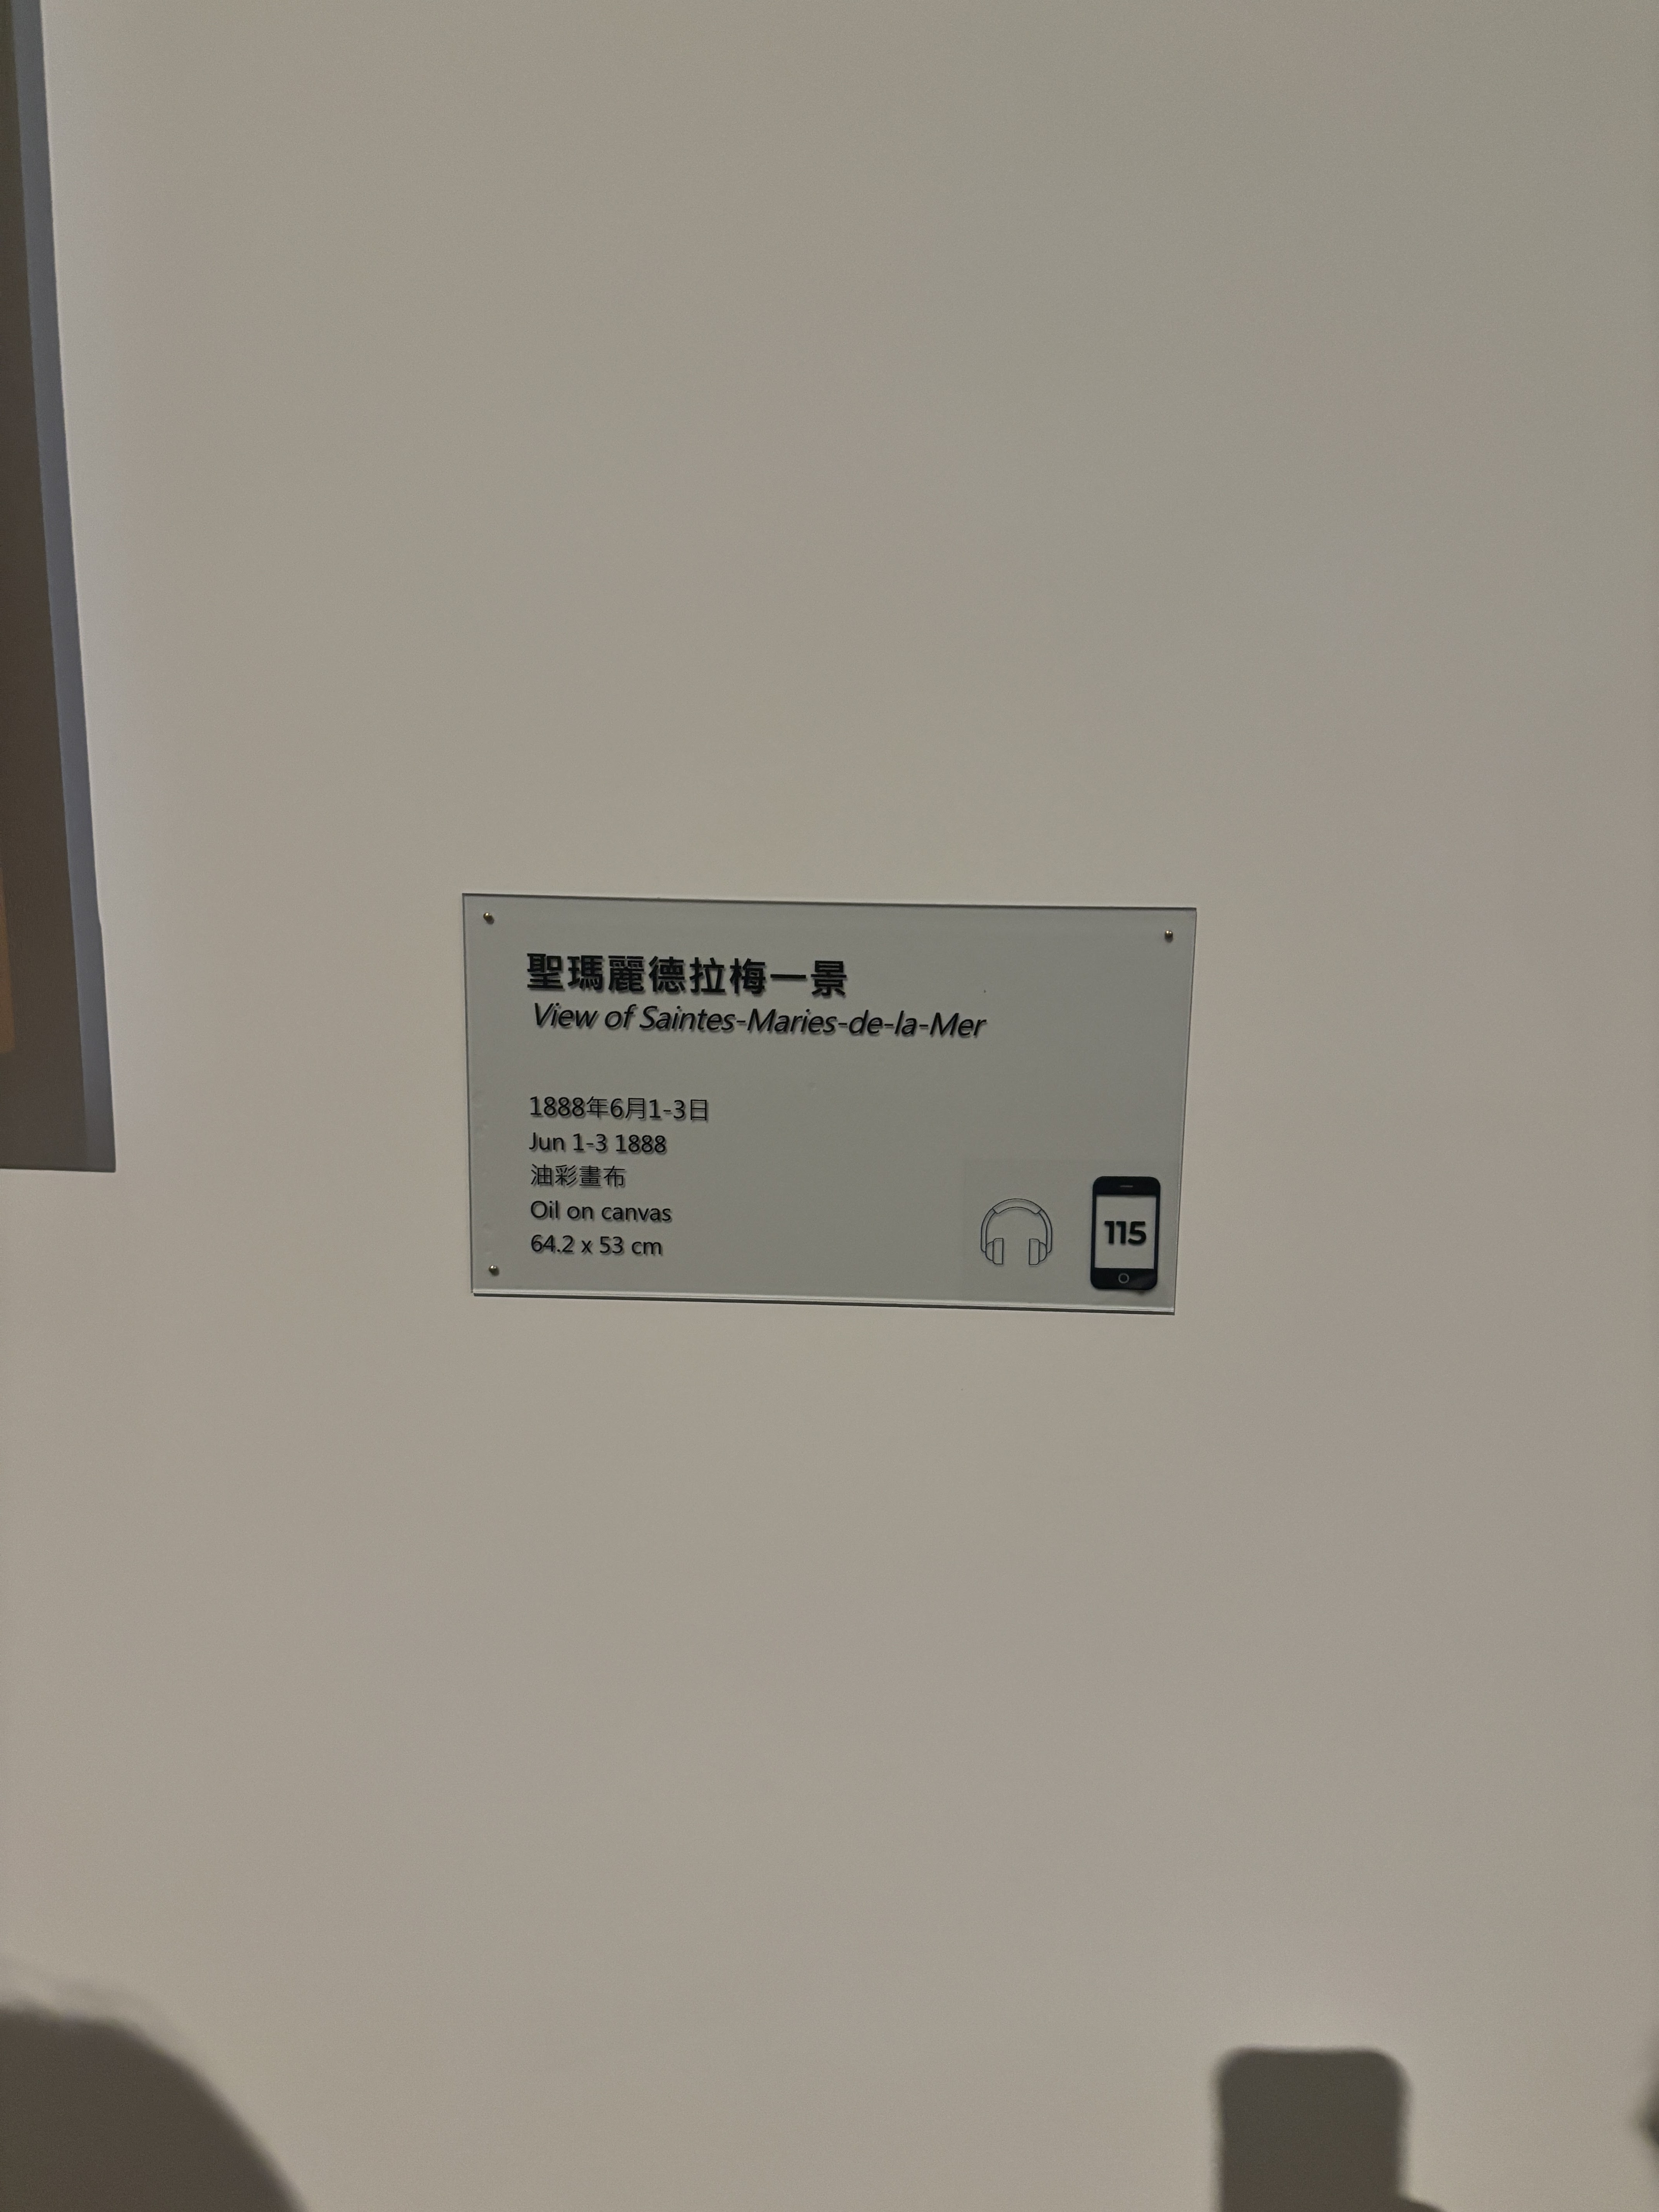 聖瑪麗德拉梅一景
View of Saintes-Maries-de-la-Mer
1888年6月1-3日
Jun 1-3 1888
油彩畫布
Oil on canvas
64.2 x 53 cm
115